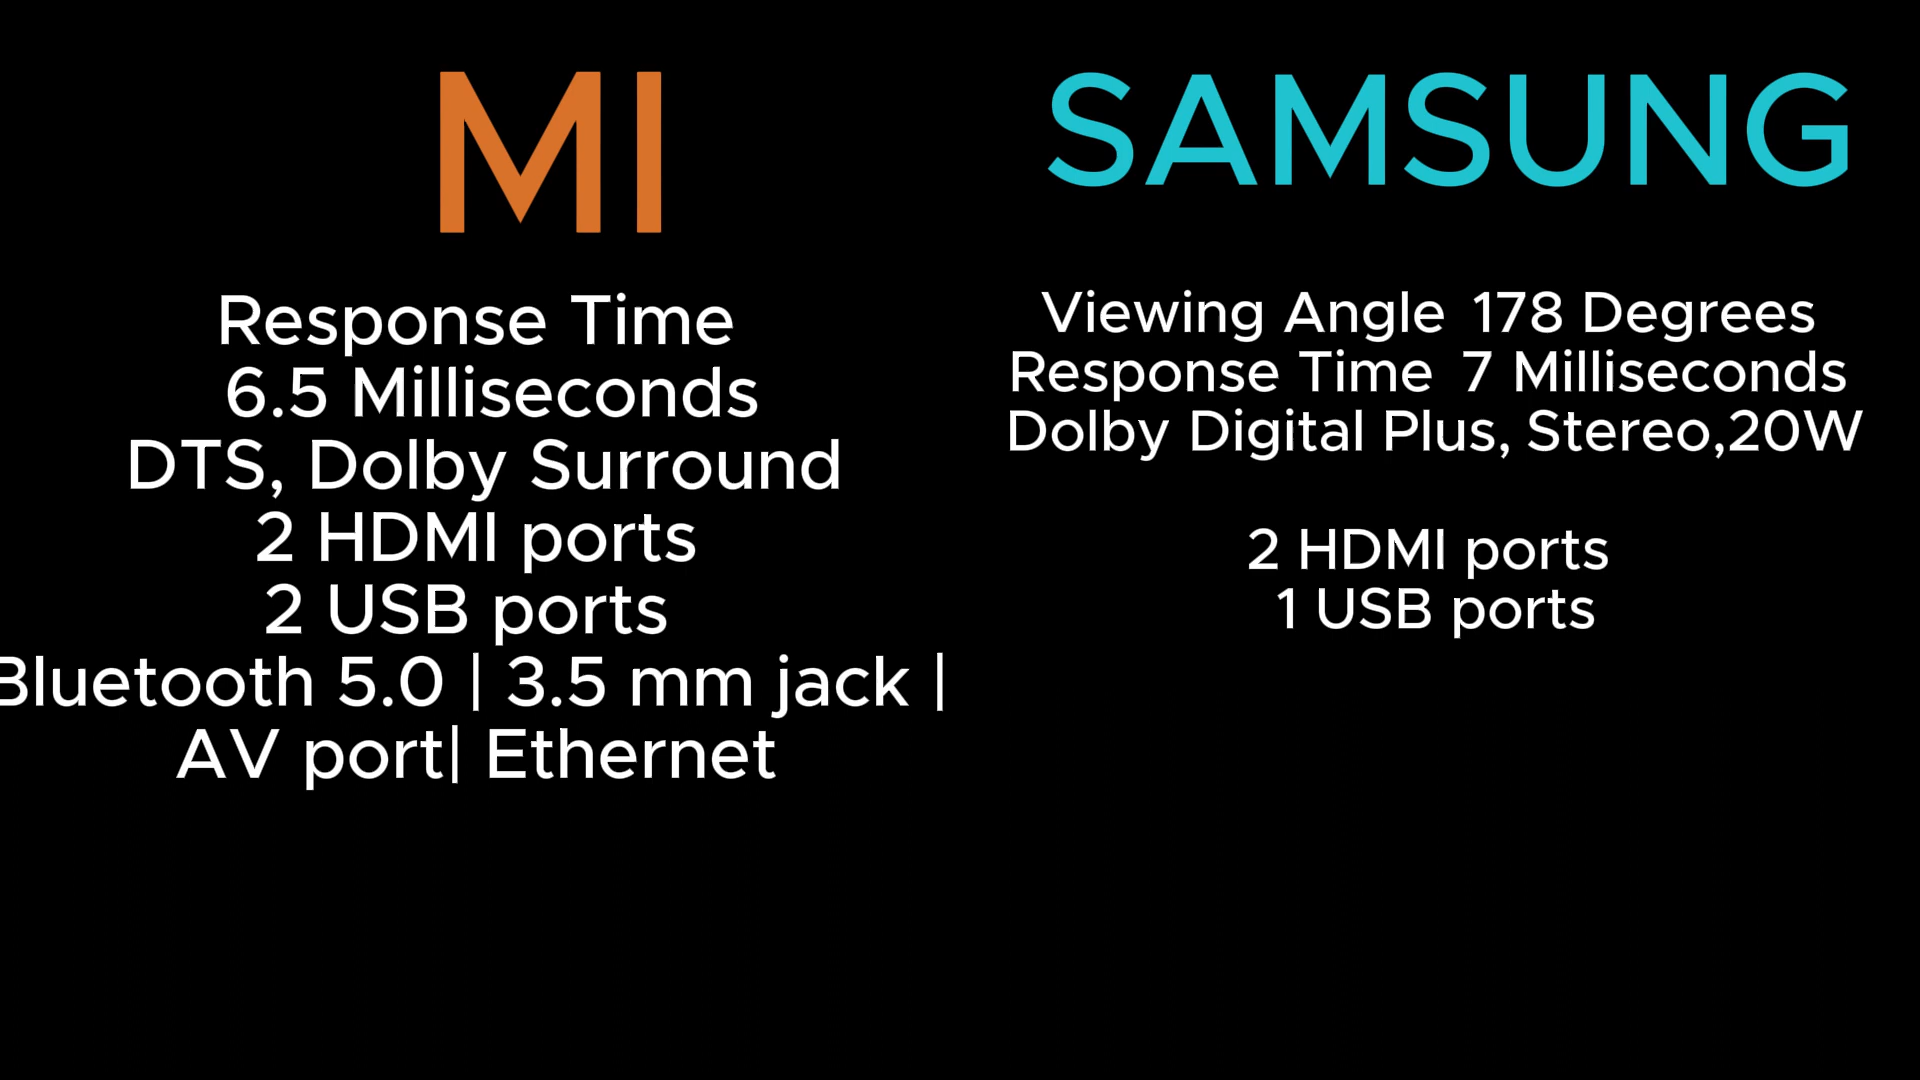 MI
Response Time
6.5 Milliseconds
DTS, Dolby Surround
2 HDMI ports
2 USB ports
Bluetooth 5.0 | 3.5 mm jack |
AV port| Ethernet
SAMSUNG
Viewing Angle 178 Degrees
Response Time 7 Milliseconds
Dolby Digital Plus, Stereo,20W
2 HDMI ports
1 USB ports